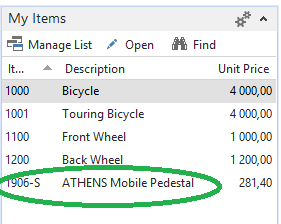 My Items
Manage List Open Find
It... Description Unit Price
1000 Bicycle 4 000,00
1001 Touring Bicycle 4 000,00
1100 Front Wheel 1 000,00
1200 Back Wheel 1 200,00
1906-S ATHENS Mobile Pedestal 281,40